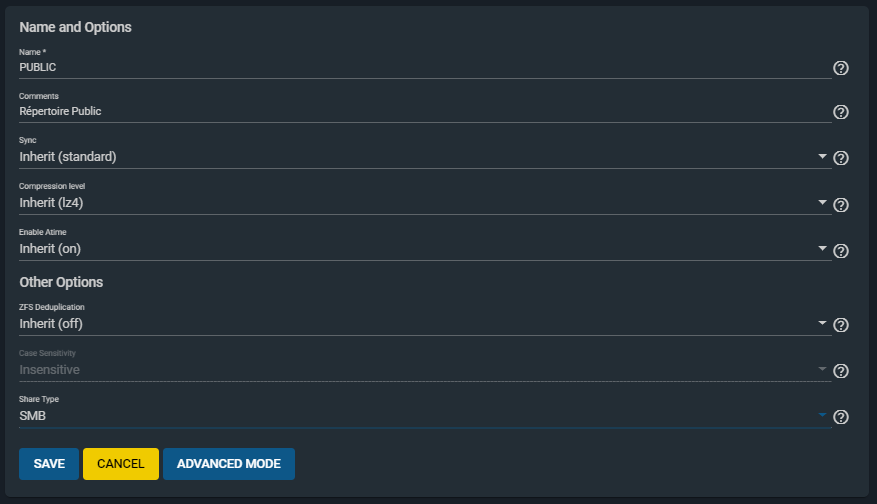 Name and Options
Name *
PUBLIC
Comments
Répertoire Public
Sync
Inherit (standard)
Compression level
Inherit (lz4)
Enable Atime
Inherit (on)
Other Options
ZFS Deduplication
Inherit (off)
Case Sensitivity
Insensitive
Share Type
SMB
SAVE CANCEL ADVANCED MODE